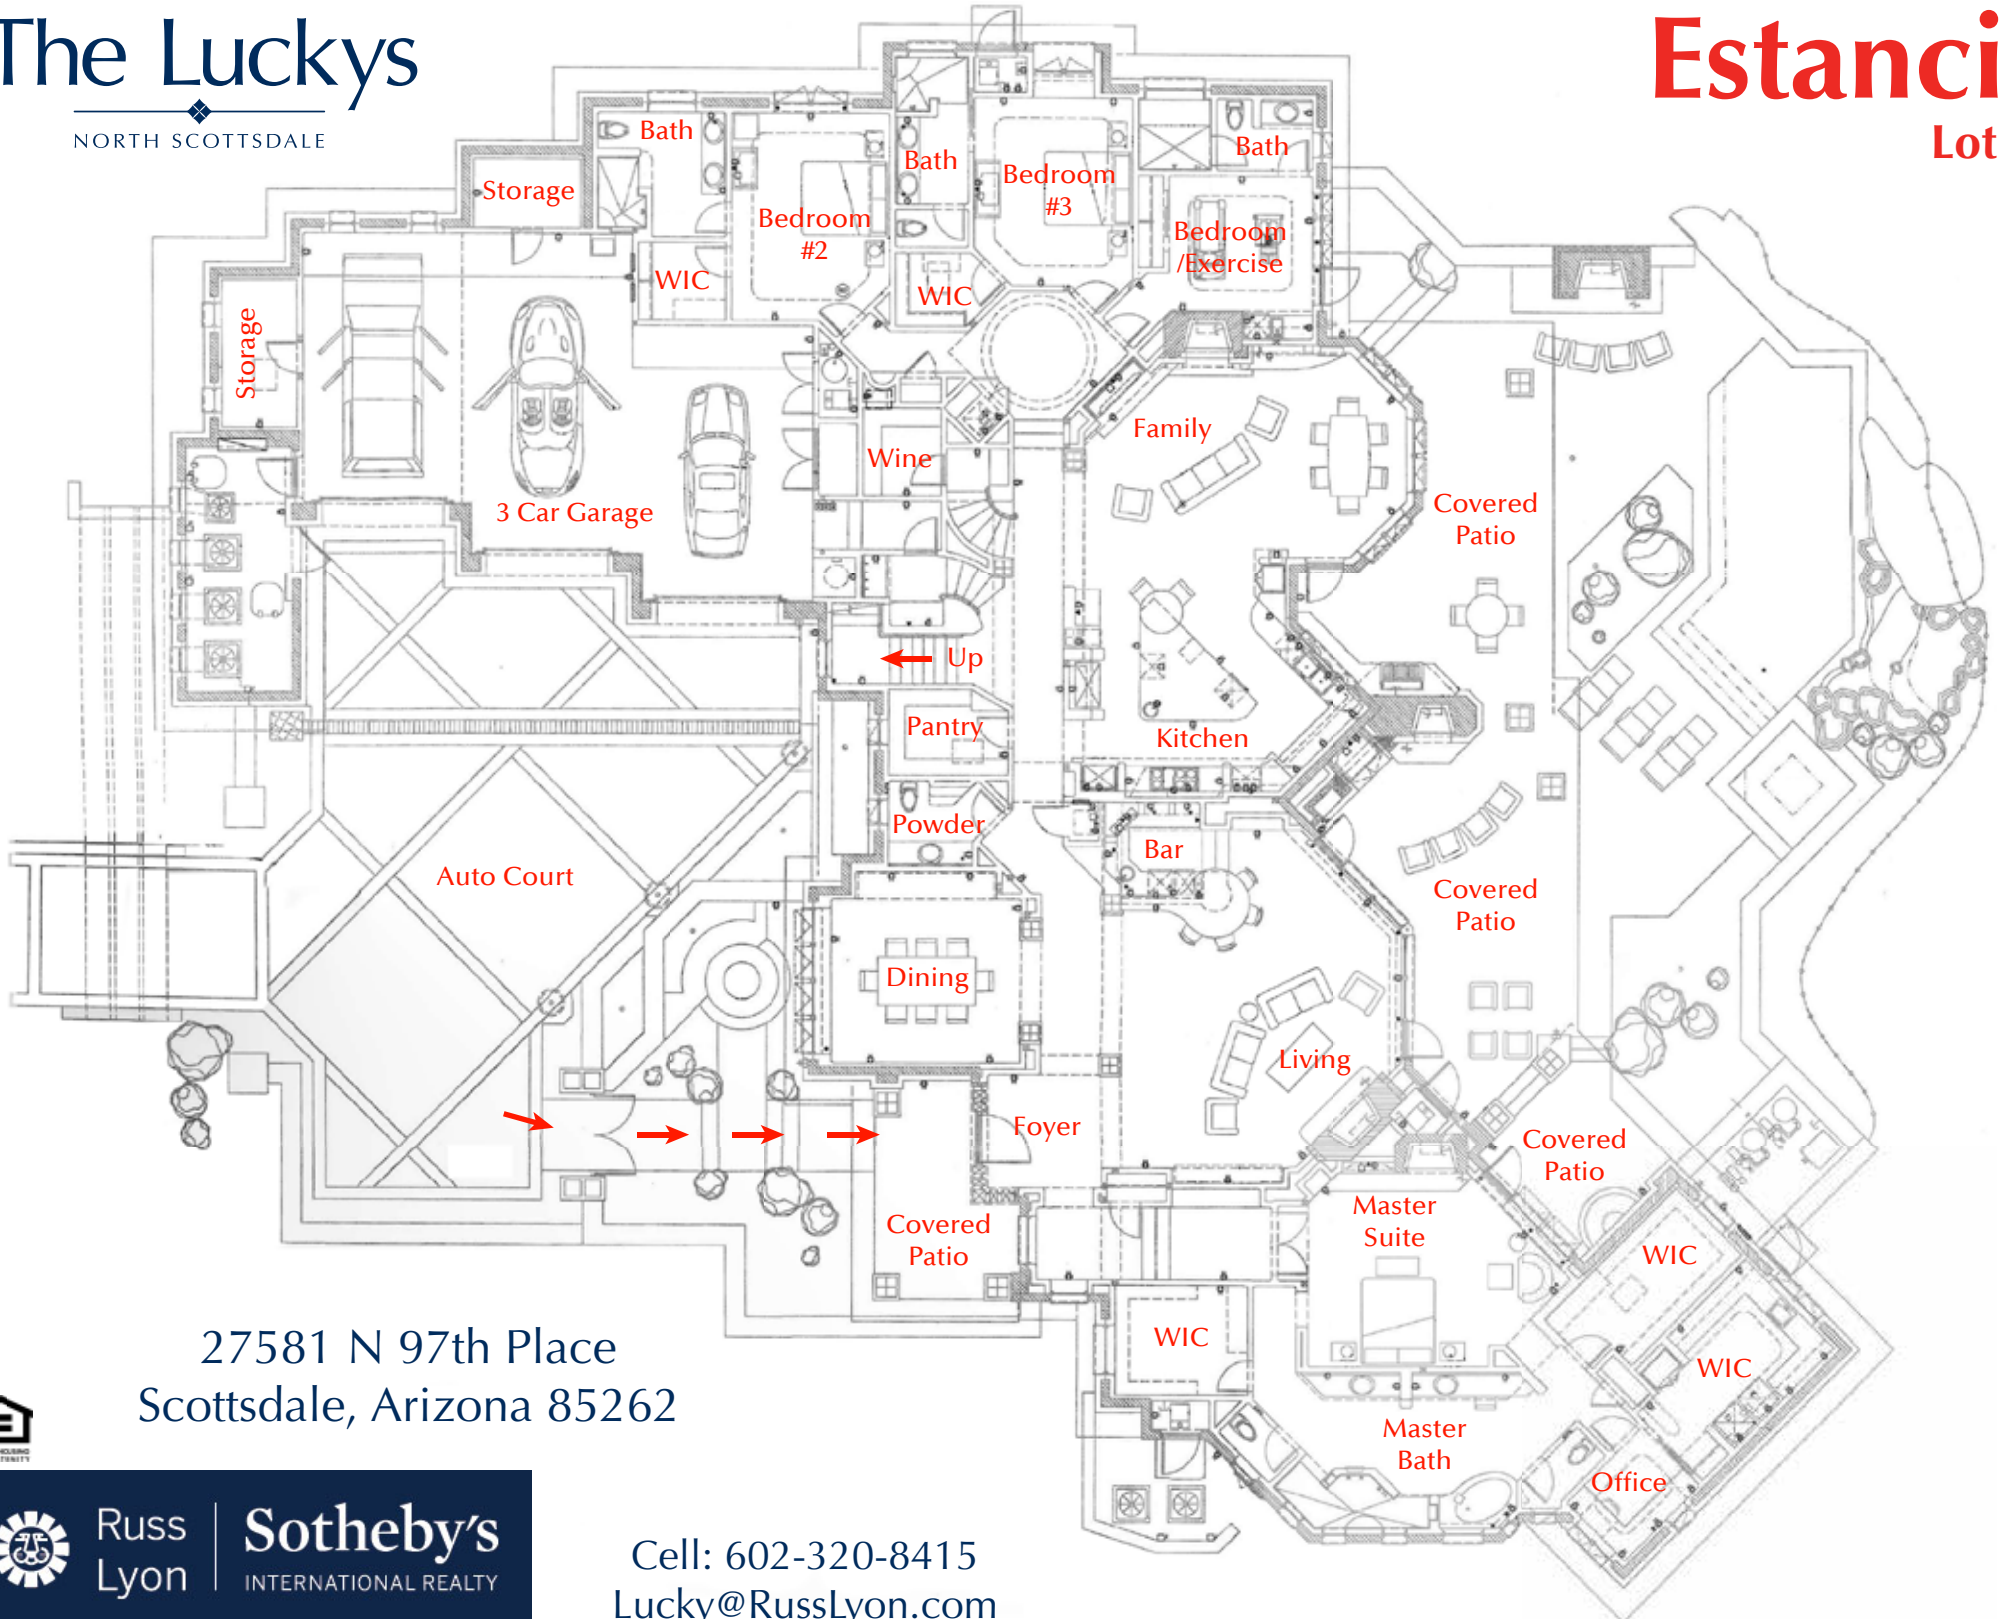 The Luckys
NORTH SCOTTSDALE
Estanci
Lot
Bath
Bath
Bath
Storage
Bedroom
#3
Bedroom
#2
Bedroom
/Exercise
WIC
WIC
Storage
Family
Wine
3 Car Garage
Covered
Patio
Up
Pantry
Kitchen
Powder
Bar
Auto Court
Covered
Patio
Dining
Living
Foyer
Covered
Patio
Covered
Patio
Master
Suite
WIC
WIC
WIC
Master
Bath
Office
27581 N 97th Place
Scottsdale, Arizona 85262
Russ
Lyon
Sotheby's
INTERNATIONAL REALTY
Cell: 602-320-8415
Lucky@RussLyon.com